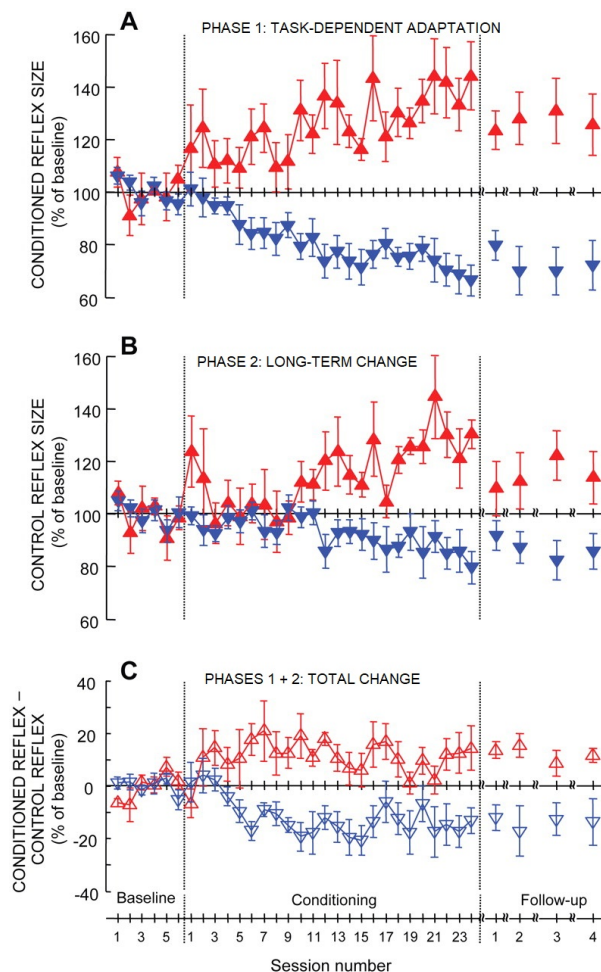 A
PHASE 1: TASK-DEPENDENT ADAPTATION
CONDITIONED REFLEX SIZE
(% of baseline)
160
140
120
100
80
60
B
PHASE 2: LONG-TERM CHANGE
CONTROL REFLEX SIZE
(% of baseline)
160
140
120
100
80
60
C
PHASES 1 + 2: TOTAL CHANGE
CONDITIONED REFLEX –
CONTROL REFLEX
(% of baseline)
40
20
0
-20
-40
Baseline Conditioning Follow-up
1 3 5 1 3 5 7 9 11 13 15 17 19 21 23 1 2 3 4
Session number